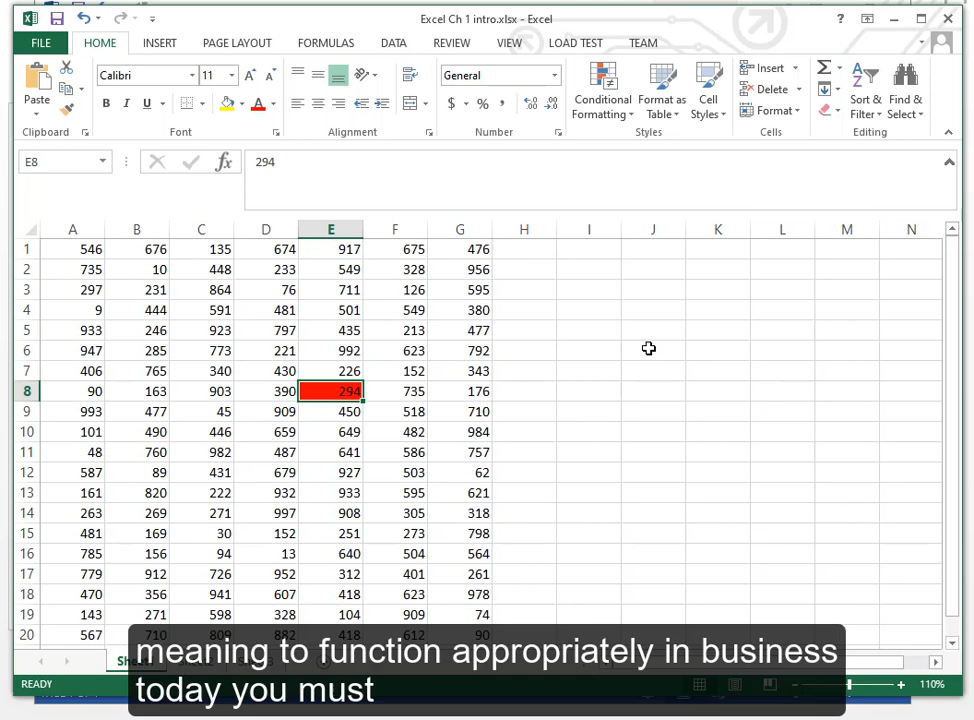 Excel Ch 1 intro.xlsx - Excel
?
FILE HOME INSERT PAGE LAYOUT FORMULAS DATA REVIEW VIEW LOAD TEST TEAM
Calibri 11 General Insert
Paste Conditional Format as Cell Delete Sort & Find &
B I U $ % Formatting Table Styles Format Filter Select
Clipboard Font Alignment Number Styles Cells Editing
E8 fx 294
A B C D E F G H I J K L M N
1 546 676 135 674 917 675 476
2 735 10 448 233 549 328 956
3 297 231 864 76 711 126 595
4 9 444 591 481 501 549 380
5 933 246 923 797 435 213 477
6 947 285 773 221 992 623 792
7 406 765 340 430 226 152 343
8 90 163 903 390 294 735 176
9 993 477 45 909 450 518 710
10 101 490 446 659 649 482 984
11 48 760 982 487 641 586 757
12 587 89 431 679 927 503 62
13 161 820 222 932 933 595 621
14 263 269 271 997 908 305 318
15 481 169 30 152 251 273 798
16 785 156 94 13 640 504 564
17 779 912 726 952 312 401 261
18 470 356 941 607 418 623 978
19 143 271 598 328 104 909 74
20 567 710 809 882 418 612 90
meaning to function appropriately in business
today you must
READY 110%